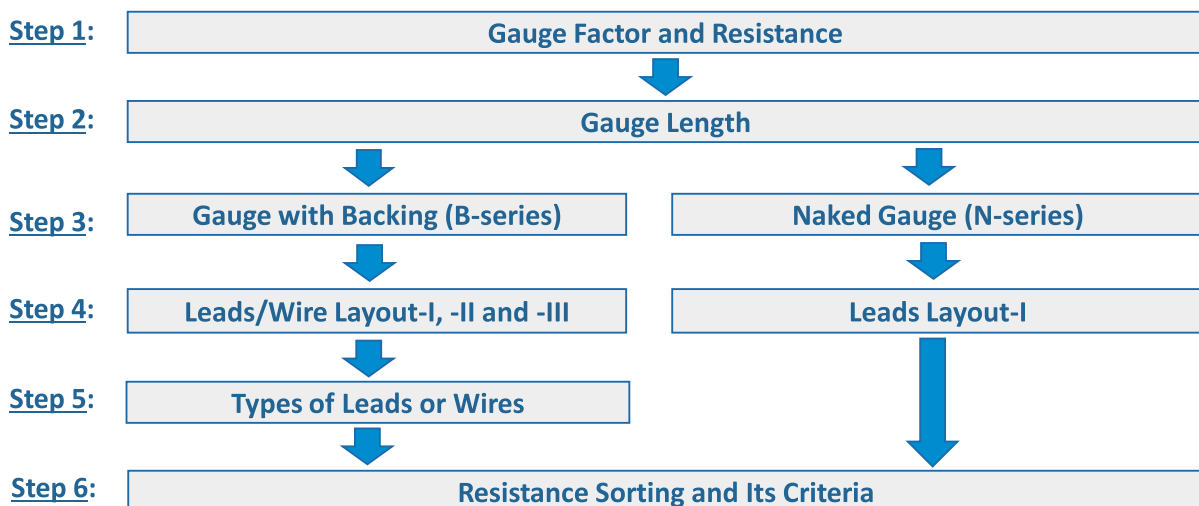 Step 1: Gauge Factor and Resistance
Step 2: Gauge Length
Step 3: Gauge with Backing (B-series) Naked Gauge (N-series)
Step 4: Leads/Wire Layout-I, -II and -III Leads Layout-I
Step 5: Types of Leads or Wires
Step 6: Resistance Sorting and Its Criteria